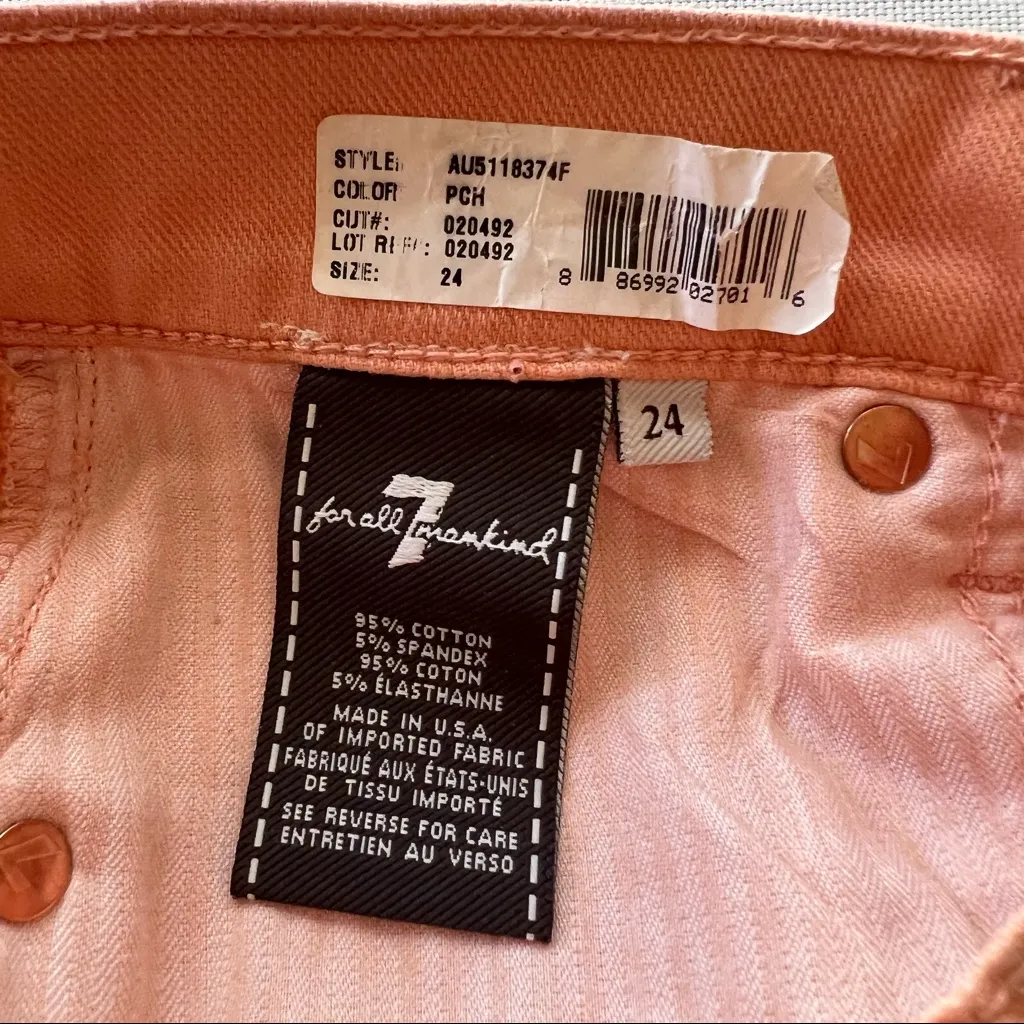 STYLE: AU5118374F
COLOR PCH
CUT#: 020492
LOT REF#: 020492
SIZE: 24
8 86992 02701 6
24
7 for all mankind
95% COTTON
5% SPANDEX
95% COTON
5% ÉLASTHANNE
MADE IN U.S.A.
OF IMPORTED FABRIC
FABRIQUÉ AUX ÉTATS-UNIS
DE TISSU IMPORTÉ
SEE REVERSE FOR CARE
ENTRETIEN AU VERSO